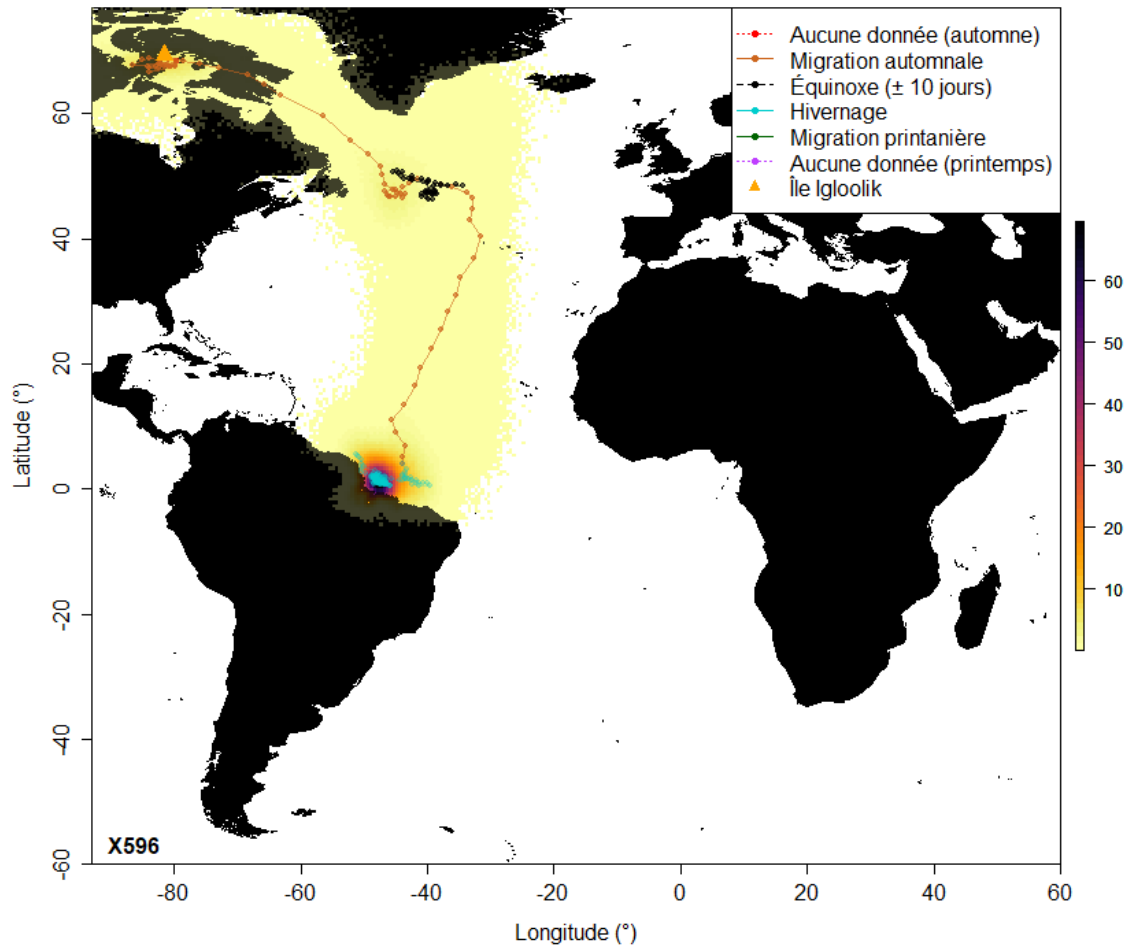 Aucune donnée (automne)
Migration automnale
Équinoxe (± 10 jours)
Hivernage
Migration printanière
Aucune donnée (printemps)
Île Igloolik
60
40
20
0
-20
-40
-60
Latitude (°)
60
50
40
30
20
10
X596
-80
-60
-40
-20
0
20
40
60
Longitude (°)